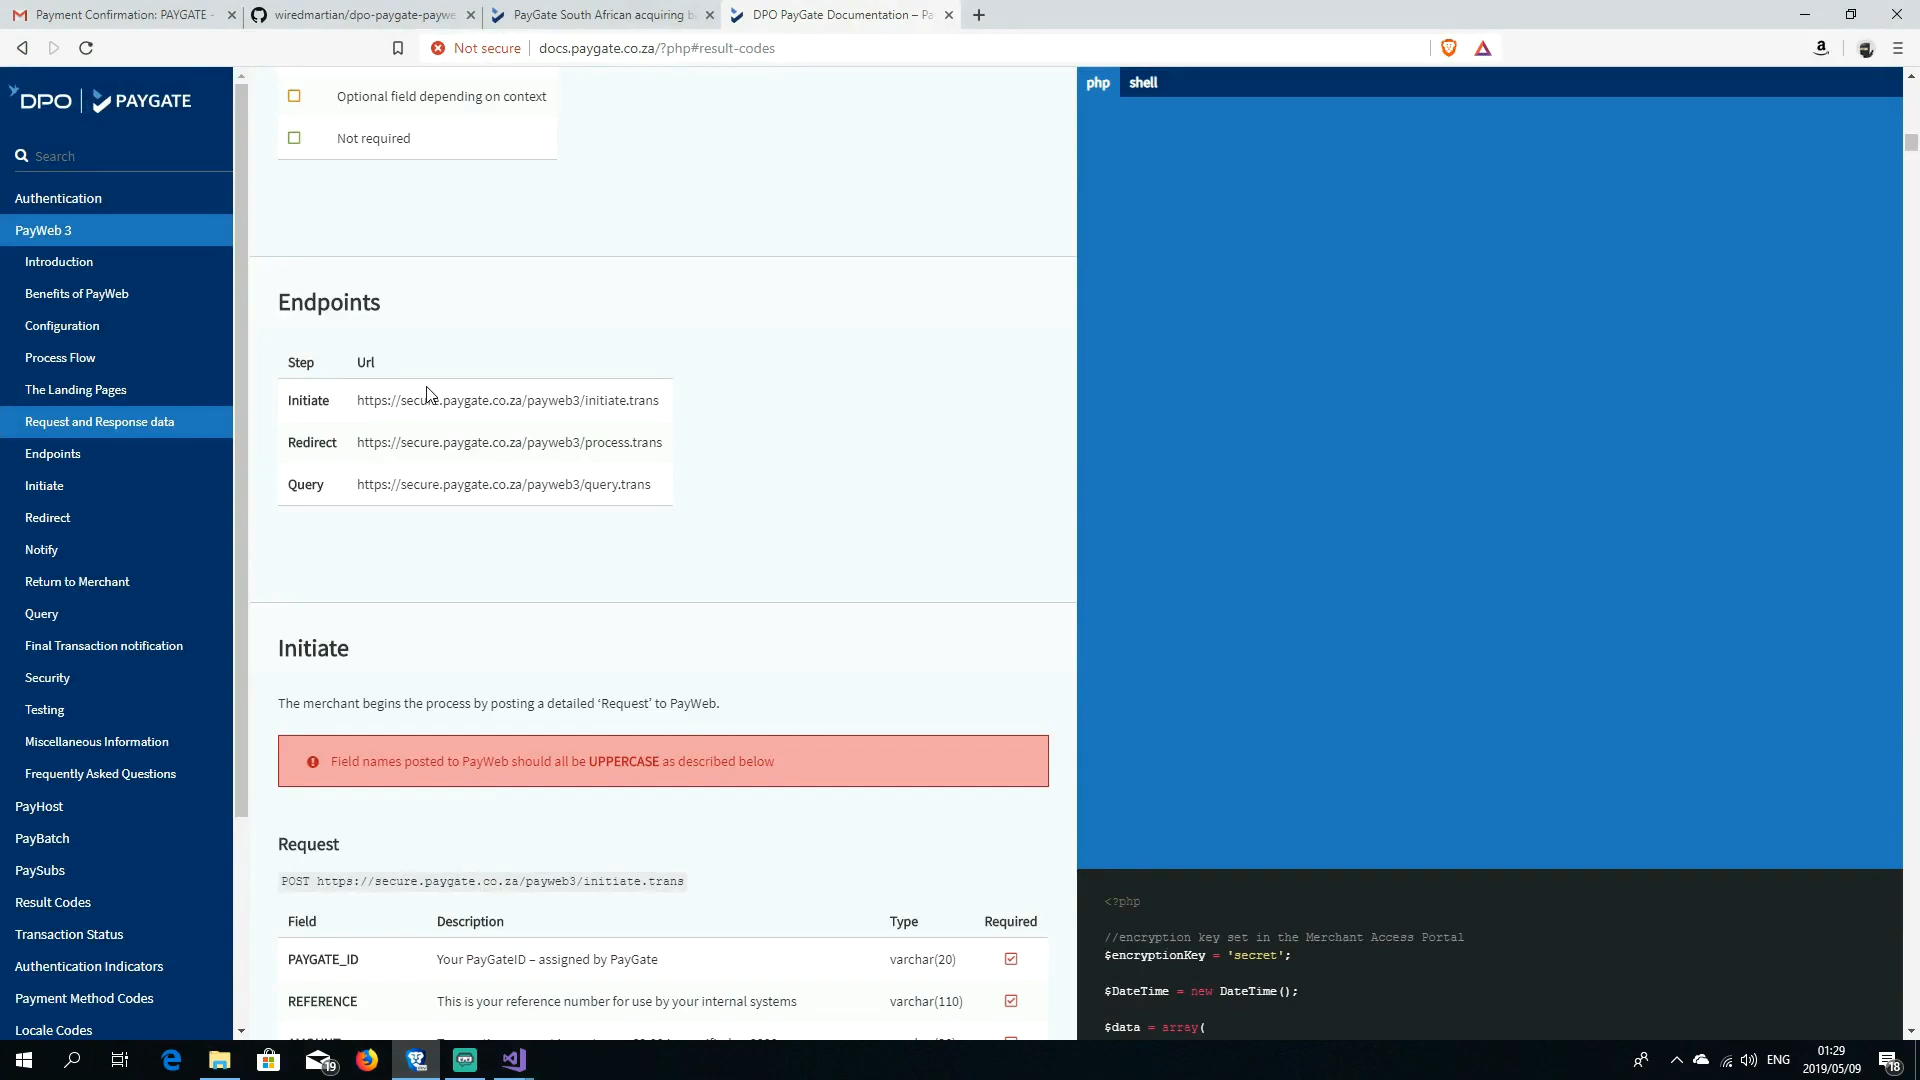 Payment Confirmation: PAYGATE -
wiredmartian/dpo-paygate-paywe
PayGate South African acquiring b
DPO PayGate Documentation – Pa
Not secure
docs.paygate.co.za/?php#result-codes
DPO PAYGATE
Search
Authentication
PayWeb 3
Introduction
Benefits of PayWeb
Configuration
Process Flow
The Landing Pages
Request and Response data
Endpoints
Initiate
Redirect
Notify
Return to Merchant
Query
Final Transaction notification
Security
Testing
Miscellaneous Information
Frequently Asked Questions
PayHost
PayBatch
PaySubs
Result Codes
Transaction Status
Authentication Indicators
Payment Method Codes
Locale Codes
Optional field depending on context
Not required
Endpoints
Step Url
Initiate https://secure.paygate.co.za/payweb3/initiate.trans
Redirect https://secure.paygate.co.za/payweb3/process.trans
Query https://secure.paygate.co.za/payweb3/query.trans
Initiate
The merchant begins the process by posting a detailed ‘Request’ to PayWeb.
Field names posted to PayWeb should all be UPPERCASE as described below
Request
POST https://secure.paygate.co.za/payweb3/initiate.trans
Field Description Type Required
PAYGATE_ID Your PayGateID – assigned by PayGate varchar(20)
REFERENCE This is your reference number for use by your internal systems varchar(110)
php shell
<?php
//encryption key set in the Merchant Access Portal
$encryptionKey = 'secret';
$DateTime = new DateTime();
$data = array(
19
ENG
01:29
2019/05/09
18